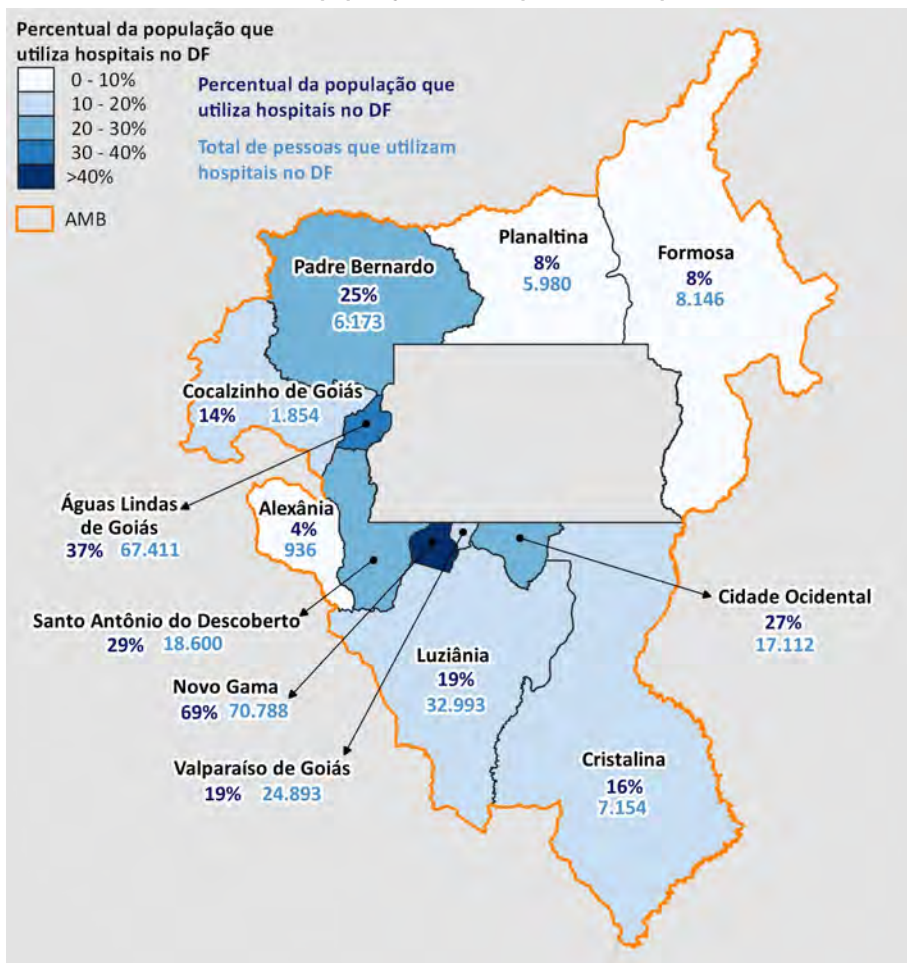 Percentual da população que
utiliza hospitais no DF
0 - 10%
10 - 20%
20 - 30%
30 - 40%
>40%
AMB
Percentual da população que
utiliza hospitais no DF
Total de pessoas que utilizam
hospitais no DF
Planaltina
8%
5.980
Formosa
8%
8.146
Padre Bernardo
25%
6.173
Cocalzinho de Goiás
14% 1.854
Águas Lindas
de Goiás
37% 67.411
Alexânia
4%
936
Santo Antônio do Descoberto
29% 18.600
Cidade Ocidental
27%
17.112
Luziânia
19%
32.993
Novo Gama
69% 70.788
Valparaíso de Goiás
19% 24.893
Cristalina
16%
7.154